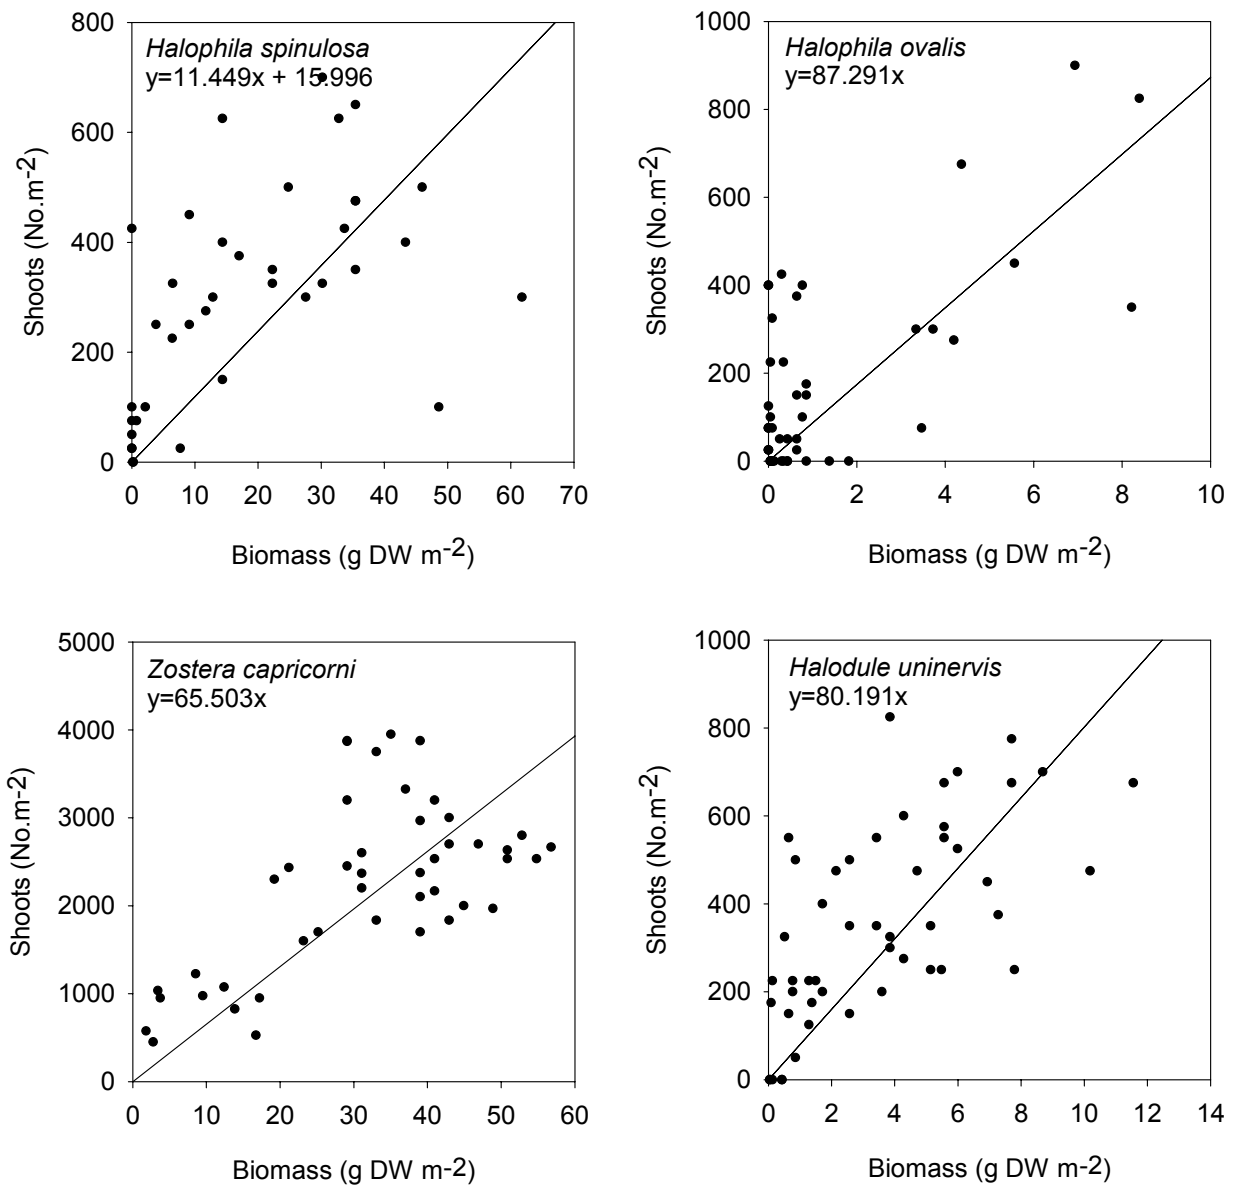 Halophila spinulosa
y=11.449x + 15.996
800
600
400
200
0
Shoots (No.m-2)
0 10 20 30 40 50 60 70
Biomass (g DW m-2)
Halophila ovalis
y=87.291x
1000
800
600
400
200
0
Shoots (No.m-2)
0 2 4 6 8 10
Biomass (g DW m-2)
Zostera capricorni
y=65.503x
5000
4000
3000
2000
1000
0
Shoots (No.m-2)
0 10 20 30 40 50 60
Biomass (g DW m-2)
Halodule uninervis
y=80.191x
1000
800
600
400
200
0
Shoots (No.m-2)
0 2 4 6 8 10 12 14
Biomass (g DW m-2)